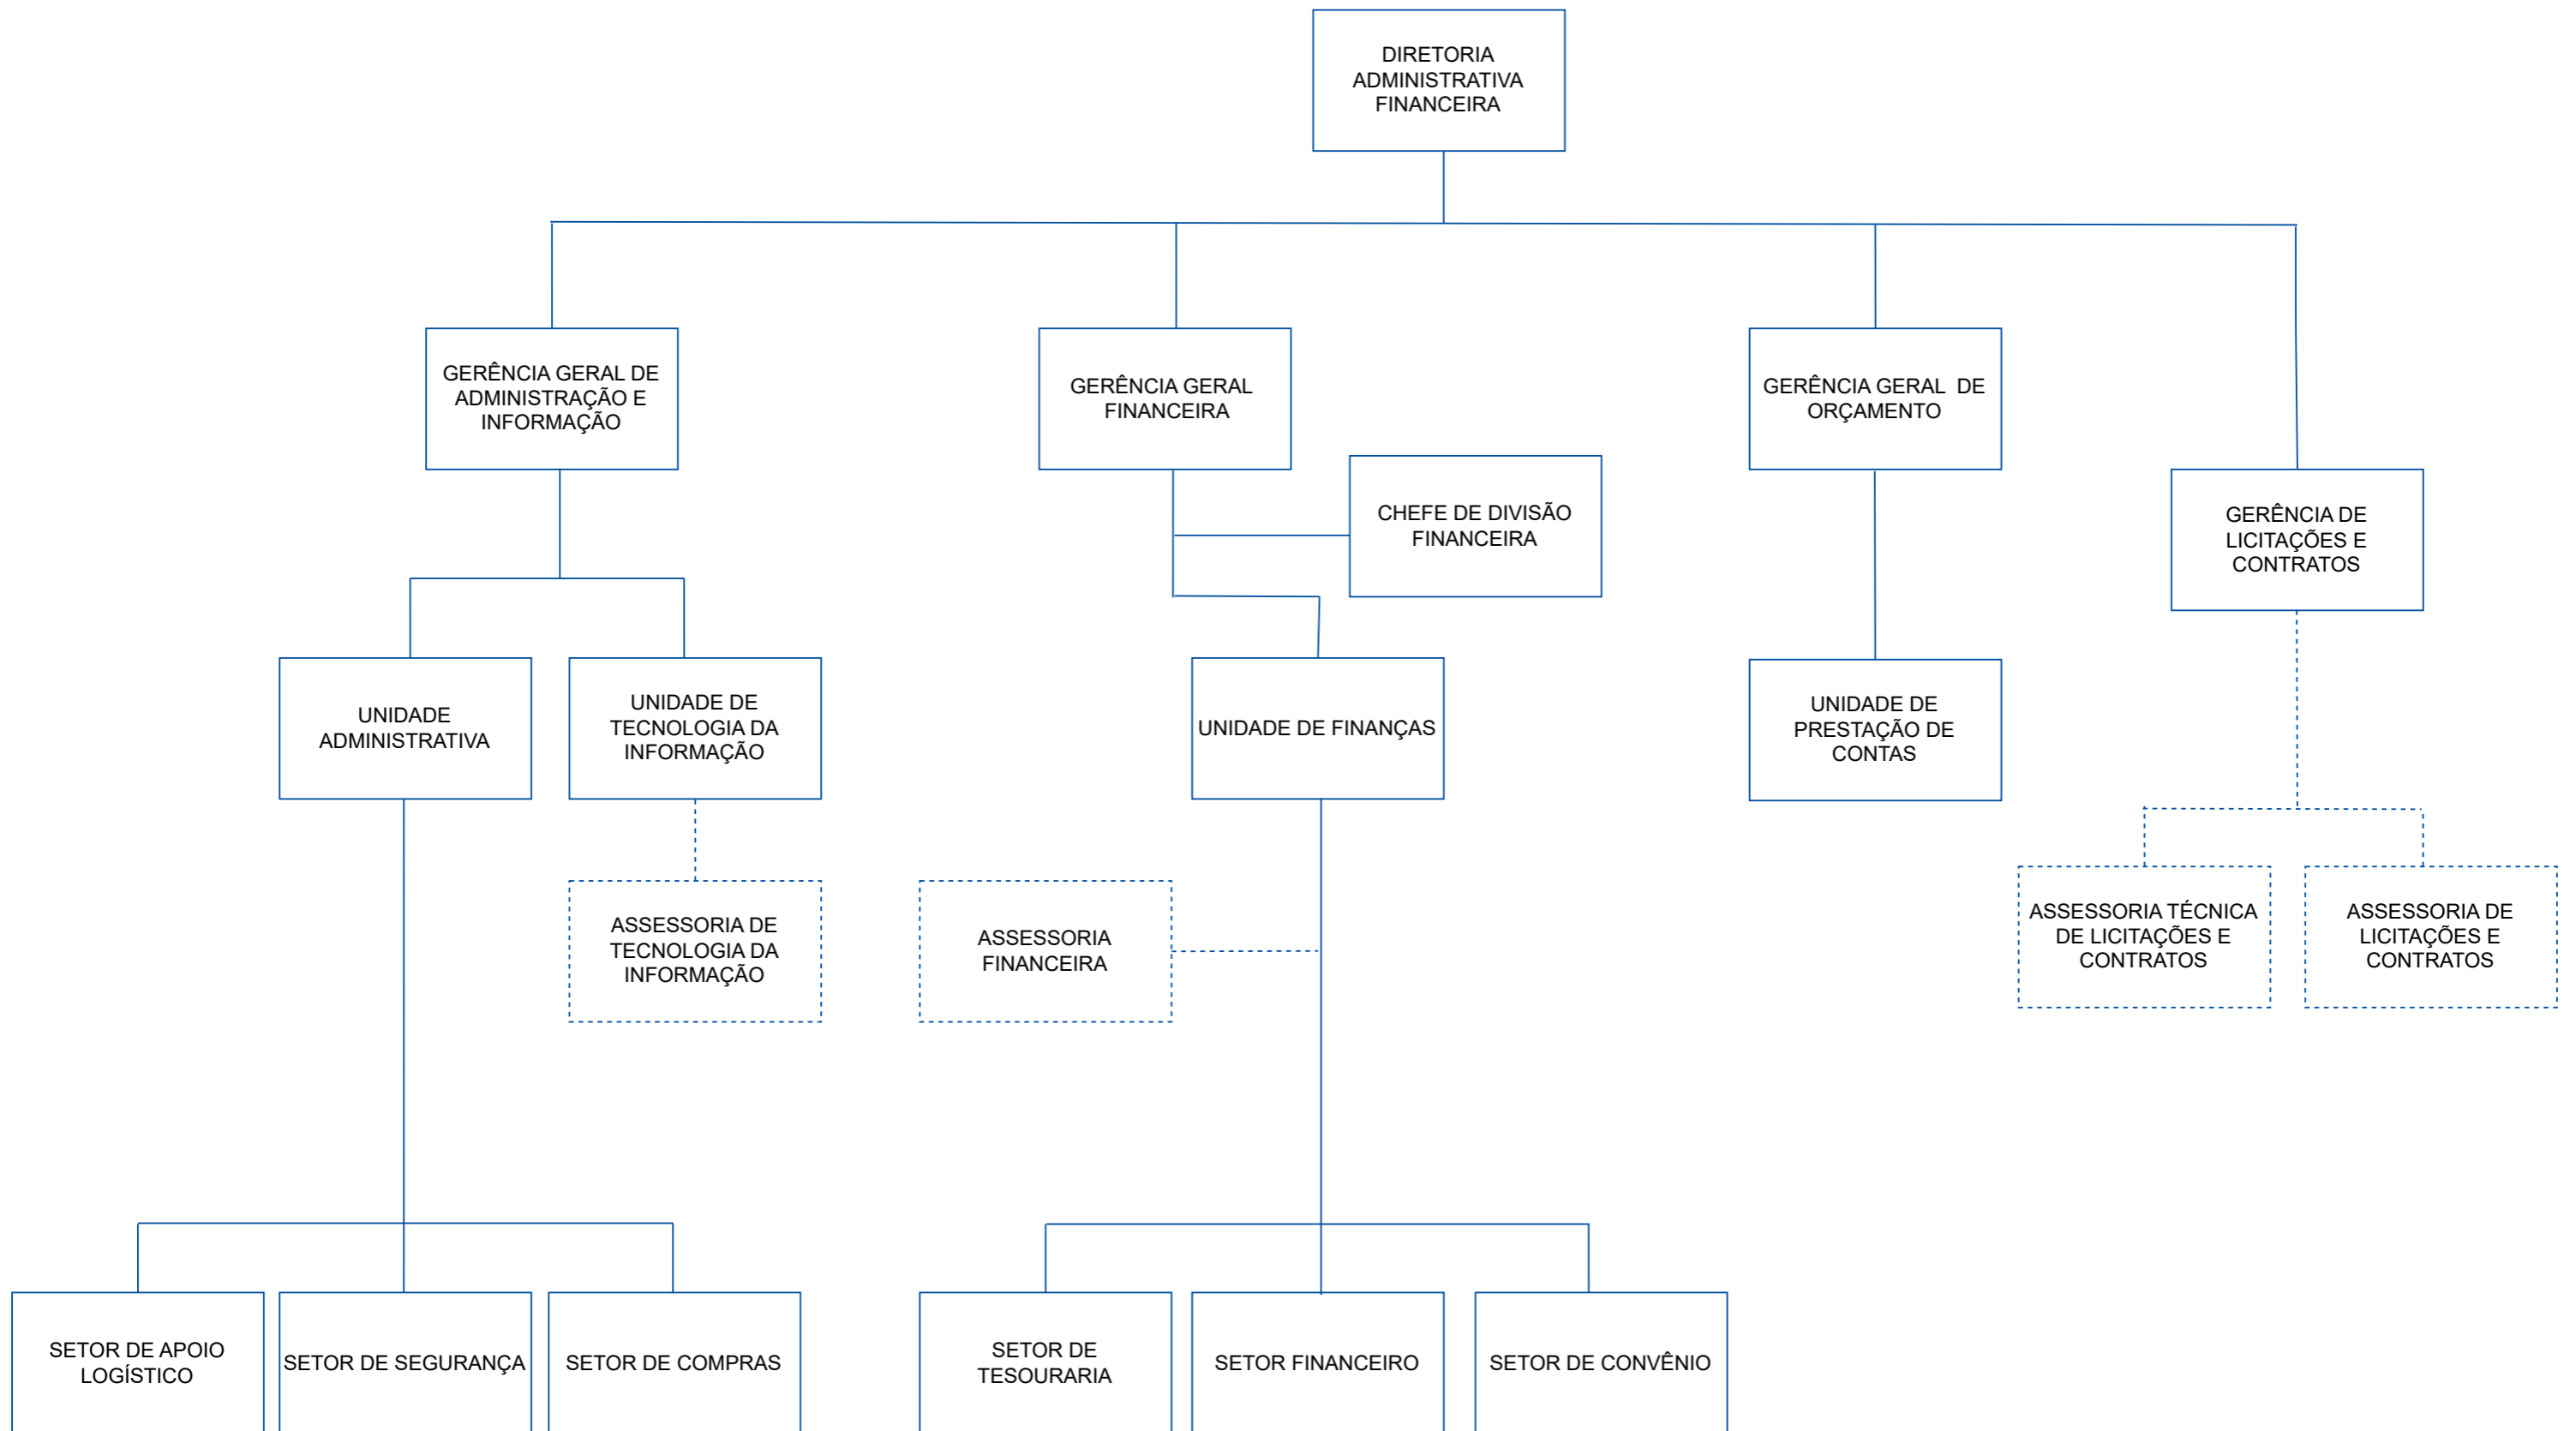 DIRETORIA
ADMINISTRATIVA
FINANCEIRA
GERÊNCIA GERAL DE
ADMINISTRAÇÃO E
INFORMAÇÃO
GERÊNCIA GERAL
FINANCEIRA
GERÊNCIA GERAL  DE
ORÇAMENTO
CHEFE DE DIVISÃO
FINANCEIRA
GERÊNCIA DE
LICITAÇÕES E
CONTRATOS
UNIDADE
ADMINISTRATIVA
UNIDADE DE
TECNOLOGIA DA
INFORMAÇÃO
UNIDADE DE FINANÇAS
UNIDADE DE
PRESTAÇÃO DE
CONTAS
ASSESSORIA DE
TECNOLOGIA DA
INFORMAÇÃO
ASSESSORIA
FINANCEIRA
ASSESSORIA TÉCNICA
DE LICITAÇÕES E
CONTRATOS
ASSESSORIA DE
LICITAÇÕES E
CONTRATOS
SETOR DE APOIO
LOGÍSTICO
SETOR DE SEGURANÇA
SETOR DE COMPRAS
SETOR DE
TESOURARIA
SETOR FINANCEIRO
SETOR DE CONVÊNIO